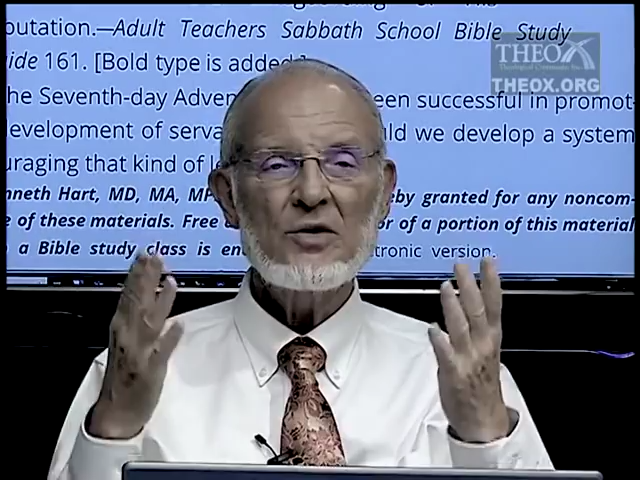 putation.—Adult Teachers Sabbath School Bible Study
ide 161. [Bold type is added.]
he Seventh-day Adven een successful in promot-
evelopment of serva uld we develop a system
uraging that kind of le
nneth Hart, MD, MA, MP eby granted for any noncom-
e of these materials. Free or of a portion of this material
a Bible study class is en tronic version.
THEOX
THEOX.ORG